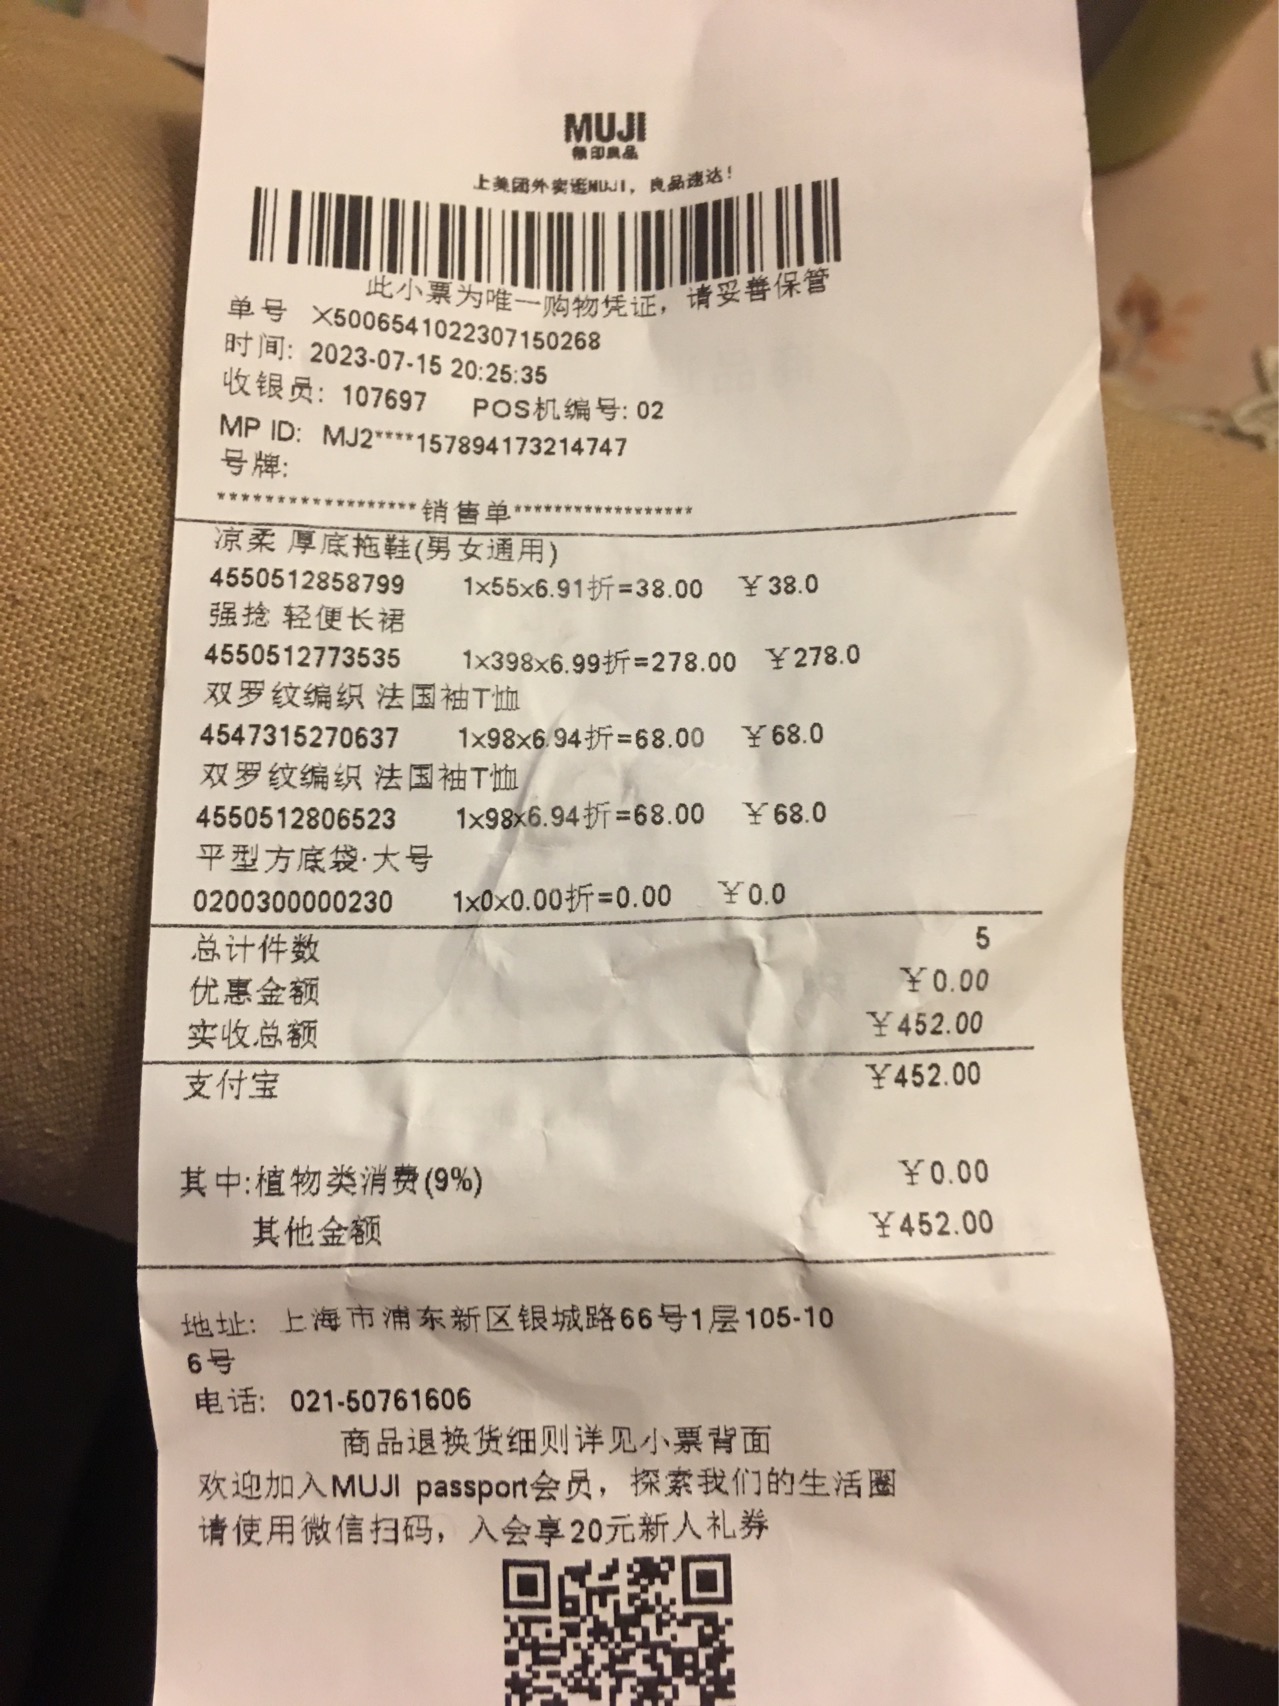 MUJI
無印良品
上美团外卖逛MUJI，良品速达！
此小票为唯一购物凭证，请妥善保管
单号 X5006541022307150268
时间: 2023-07-15 20:25:35
收银员: 107697 POS机编号: 02
MP ID: MJ2****157894173214747
号牌:
******************销售单******************
凉柔 厚底拖鞋(男女通用)
4550512858799 1×55×6.91折=38.00 ￥38.0
强捻 轻便长裙
4550512773535 1×398×6.99折=278.00 ￥278.0
双罗纹编织 法国袖T恤
4547315270637 1×98×6.94折=68.00 ￥68.0
双罗纹编织 法国袖T恤
4550512806523 1×98×6.94折=68.00 ￥68.0
平型方底袋·大号
0200300000230 1×0×0.00折=0.00 ￥0.0
总计件数 5
优惠金额 ￥0.00
实收总额 ￥452.00
支付宝 ￥452.00
其中:植物类消费(9%) ￥0.00
其他金额 ￥452.00
地址: 上海市浦东新区银城路66号1层105-10
6号
电话: 021-50761606
商品退换货细则详见小票背面
欢迎加入MUJI passport会员，探索我们的生活圈
请使用微信扫码，入会享20元新人礼券